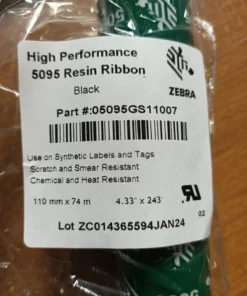 High Performance
5095 Resin Ribbon
Black
ZEBRA
Part #:05095GS11007
Use on Synthetic Labels and Tags
Scratch and Smear Resistant
Chemical and Heat Resistant
110 mm x 74 m 4.33" x 243'
02
Lot ZC014365594JAN24